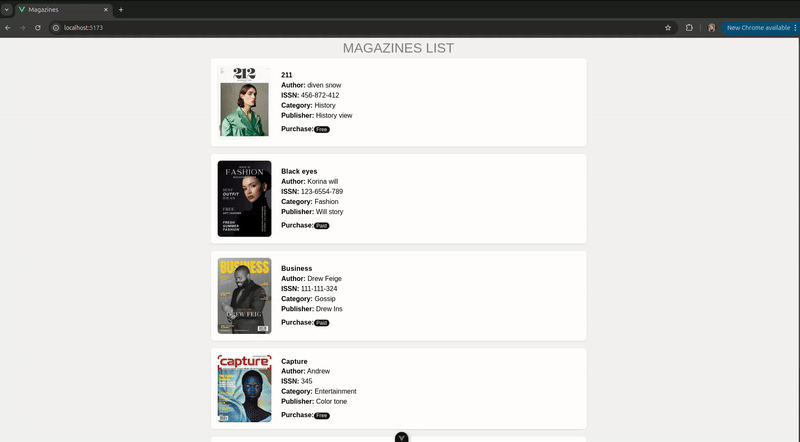 Magazines
localhost:5173
New Chrome available
MAGAZINES LIST
212
211
Author: diven snow
ISSN: 456-872-412
Category: History
Publisher: History view
Purchase: Free
FASHION
BEST
OUTFIT
IDEAS
FREE
FRESH
SUMMER
FASHION
Black eyes
Author: Korina will
ISSN: 123-6554-789
Category: Fashion
Publisher: Will story
Purchase: Paid
BUSINESS
DREW FEIG
Business
Author: Drew Feige
ISSN: 111-111-324
Category: Gossip
Publisher: Drew Ins
Purchase: Paid
capture
Capture
Author: Andrew
ISSN: 345
Category: Entertainment
Publisher: Color tone
Purchase: Free